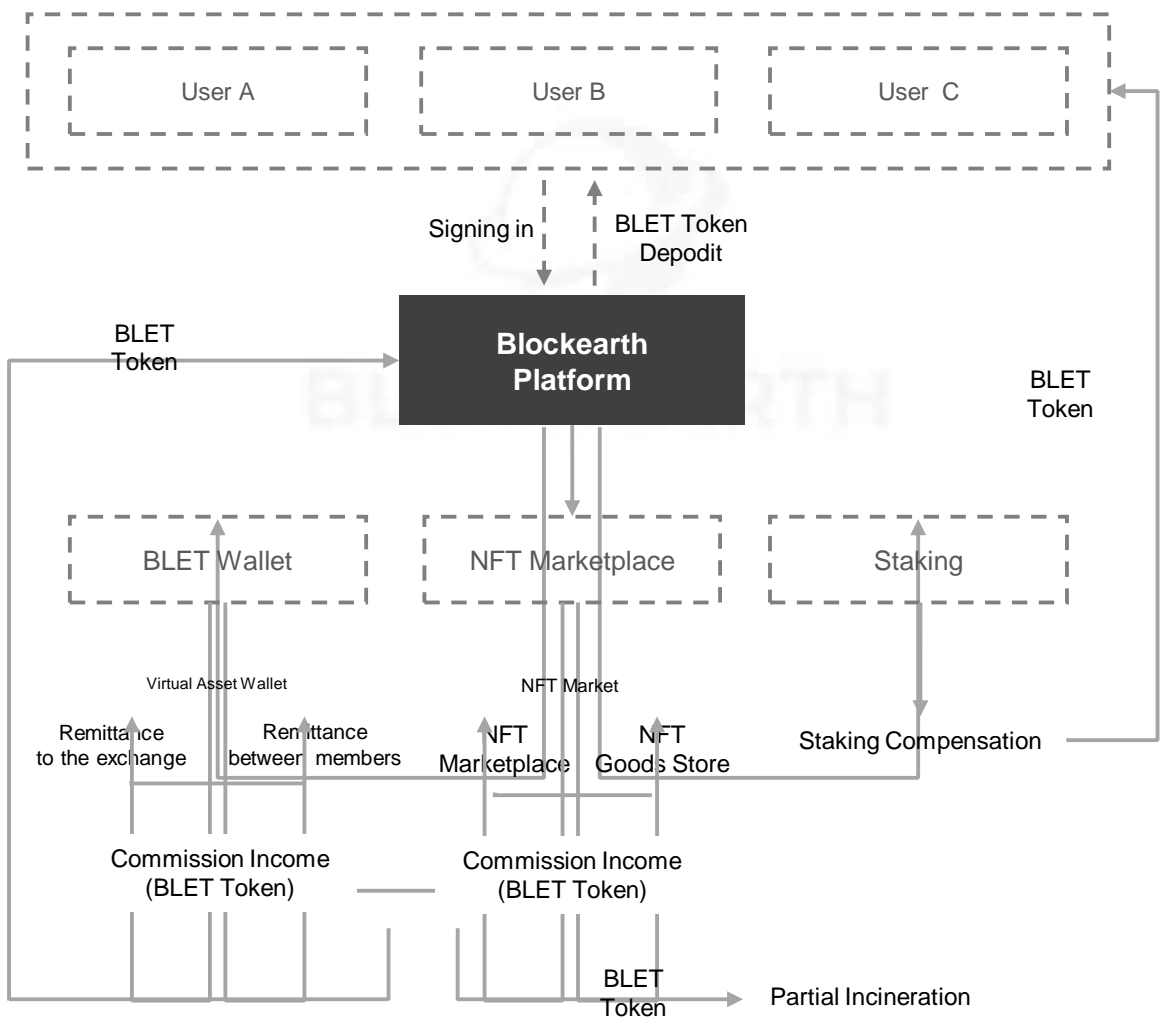 User A
User B
User C
Signing in
BLET Token
Depodit
Blockearth
Platform
BLET
Token
BLET
Token
BLET Wallet
NFT Marketplace
Staking
Virtual Asset Wallet
NFT Market
Remittance
to the exchange
Remittance
between members
NFT
Marketplace
NFT
Goods Store
Staking Compensation
Commission Income
(BLET Token)
Commission Income
(BLET Token)
BLET
Token
Partial Incineration